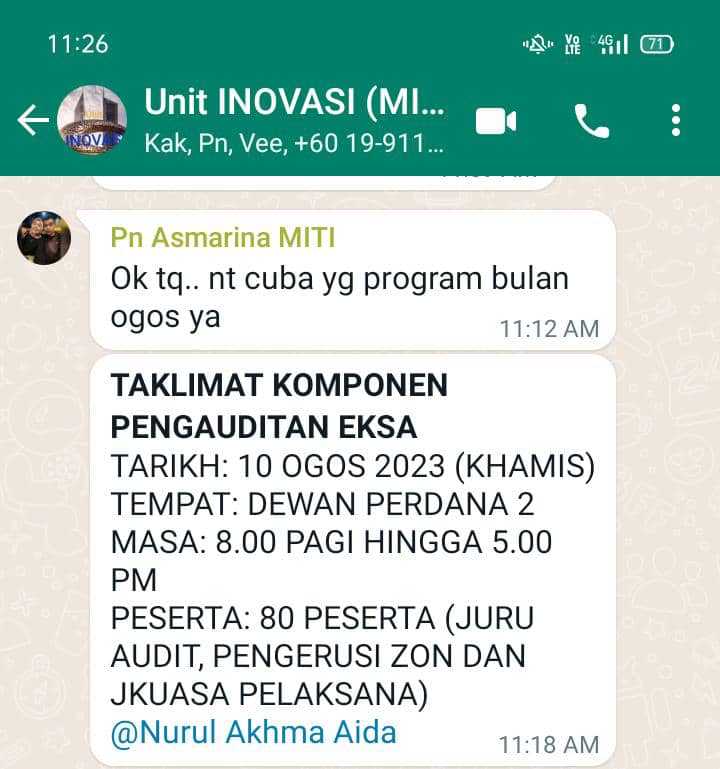 11:26
Vo
LTE
4G
71
Unit INOVASI (MI...
Kak, Pn, Vee, +60 19-911...
INOVAS
Pn Asmarina MITI
Ok tq.. nt cuba yg program bulan
ogos ya
11:12 AM
TAKLIMAT KOMPONEN
PENGAUDITAN EKSA
TARIKH: 10 OGOS 2023 (KHAMIS)
TEMPAT: DEWAN PERDANA 2
MASA: 8.00 PAGI HINGGA 5.00
PM
PESERTA: 80 PESERTA (JURU
AUDIT, PENGERUSI ZON DAN
JKUASA PELAKSANA)
@Nurul Akhma Aida
11:18 AM